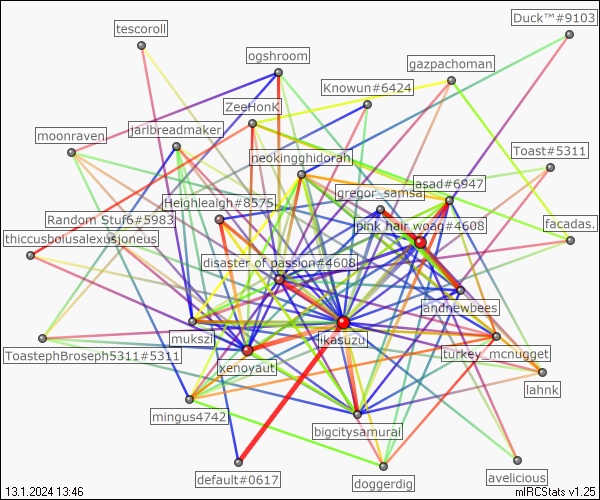 Duck™#9103
tescoroll
ogshroom
gazpachoman
Knowun#6424
ZeeHonK
jarlbreadmaker
moonraven
Toast#5311
neokingghidorah
asad#6947
gregor_samsa
Heighleaigh#8575
Random Stuf6#5983
facadas.
pink hair woag#4608
thiccusboiusalexusjoneus
disaster of passion#4608
andnewbees
mukszi
likasuzu
ToastephBroseph5311#5311
xenoyaut
turkey_mcnugget
lahnk
mingus4742
bigcitysamurai
default#0617
doggerdig
avelicious
13.1.2024 13:46
mIRCStats v1.25